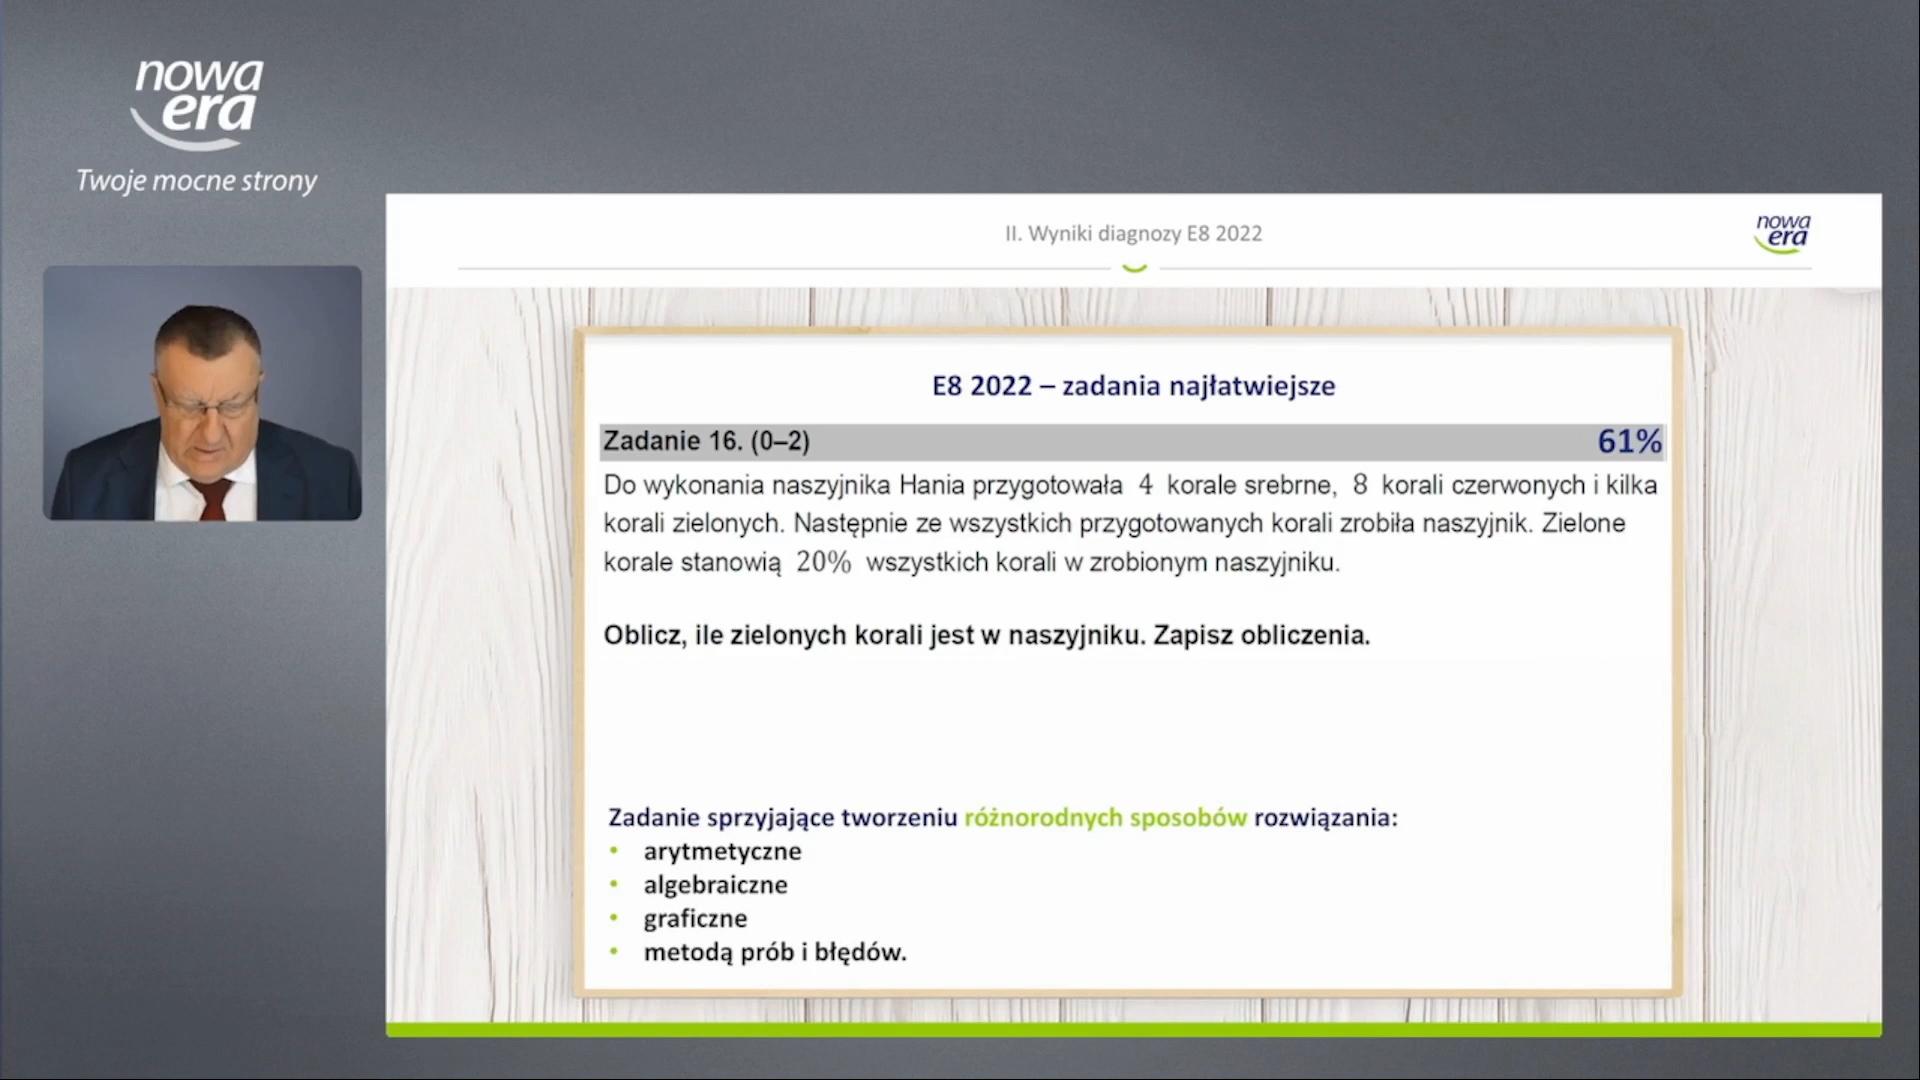 nowa
era
Twoje mocne strony
II. Wyniki diagnozy E8 2022
nowa
era
E8 2022 – zadania najłatwiejsze
Zadanie 16. (0–2) 61%
Do wykonania naszyjnika Hania przygotowała 4 korale srebrne, 8 korali czerwonych i kilka
korali zielonych. Następnie ze wszystkich przygotowanych korali zrobiła naszyjnik. Zielone
korale stanowią 20% wszystkich korali w zrobionym naszyjniku.
Oblicz, ile zielonych korali jest w naszyjniku. Zapisz obliczenia.
Zadanie sprzyjające tworzeniu różnorodnych sposobów rozwiązania:
• arytmetyczne
• algebraiczne
• graficzne
• metodą prób i błędów.